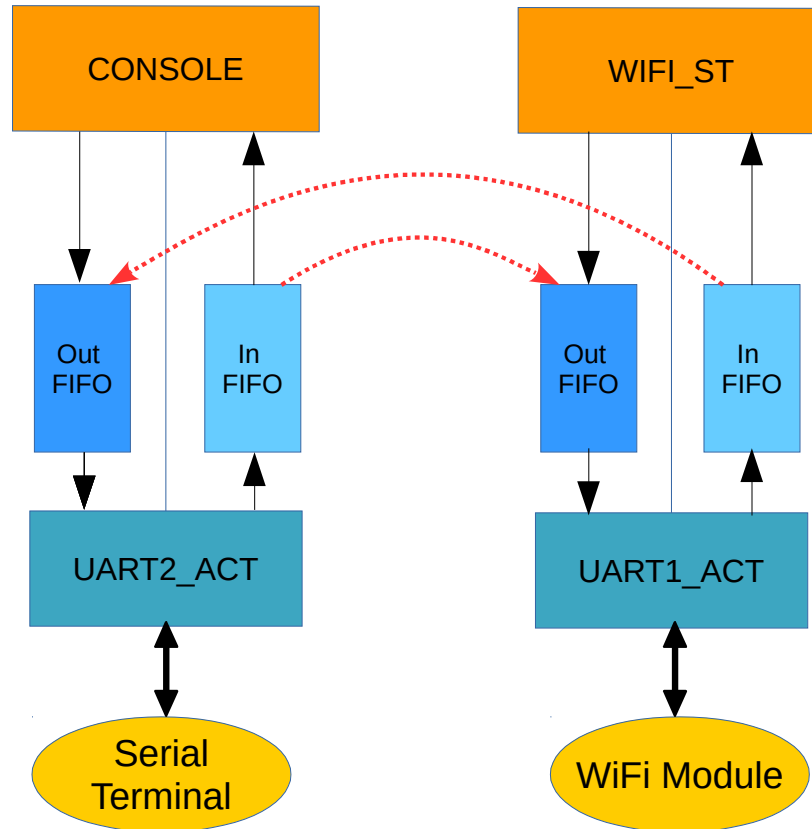 CONSOLE
WIFI_ST
Out
FIFO
In
FIFO
Out
FIFO
In
FIFO
UART2_ACT
UART1_ACT
Serial
Terminal
WiFi Module